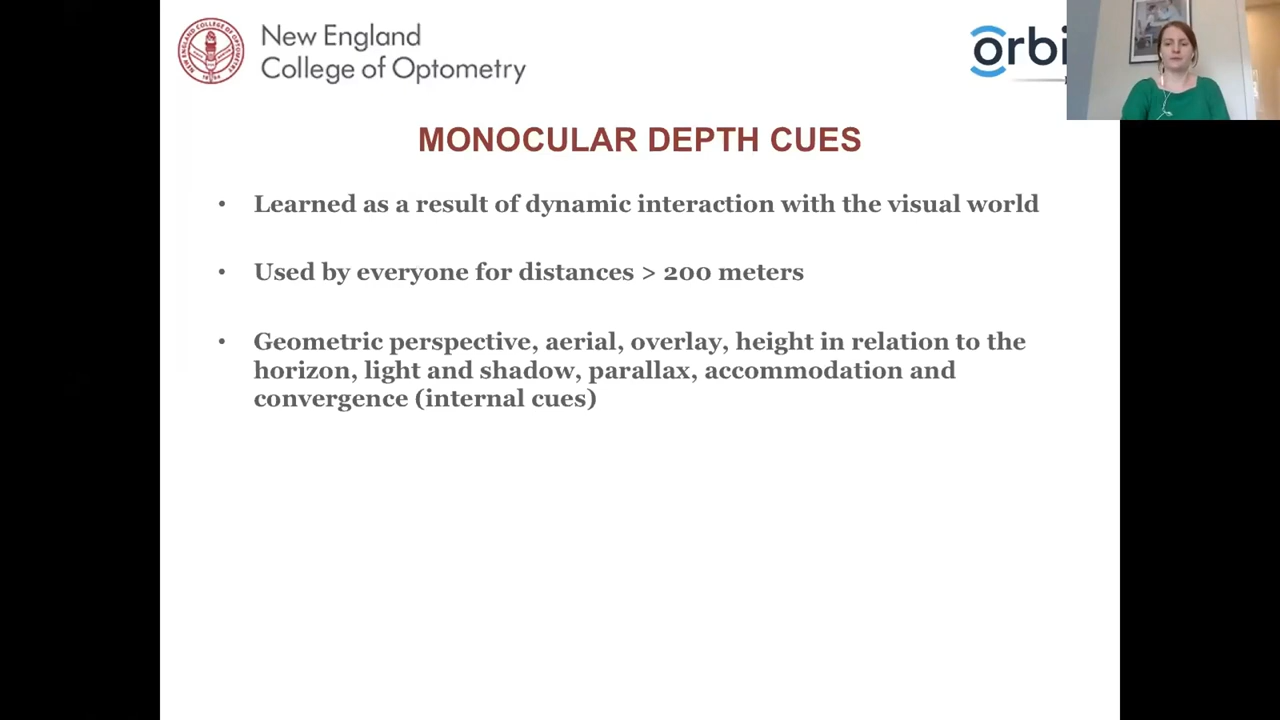 New England
College of Optometry
orbi
MONOCULAR DEPTH CUES
• Learned as a result of dynamic interaction with the visual world
• Used by everyone for distances > 200 meters
• Geometric perspective, aerial, overlay, height in relation to the
horizon, light and shadow, parallax, accommodation and
convergence (internal cues)